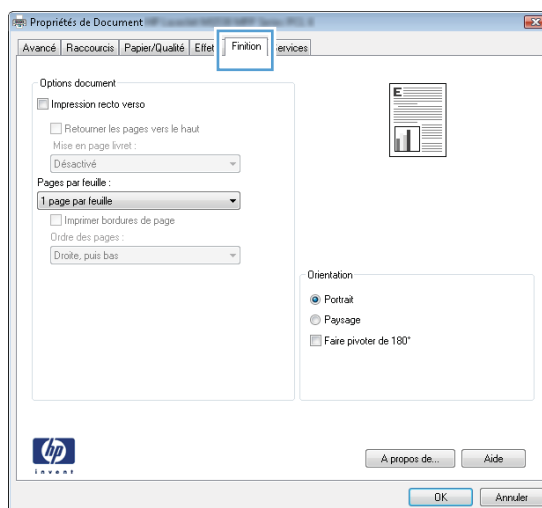 Propriétés de Document
Avancé Raccourcis Papier/Qualité Effet Finition ervices
Options document
Impression recto verso
Retourner les pages vers le haut
Mise en page livret :
Désactivé
Pages par feuille :
1 page par feuille
Imprimer bordures de page
Ordre des pages :
Droite, puis bas
E
Orientation
Portrait
Paysage
Faire pivoter de 180°
hp
invent
A propos de...
Aide
OK
Annuler